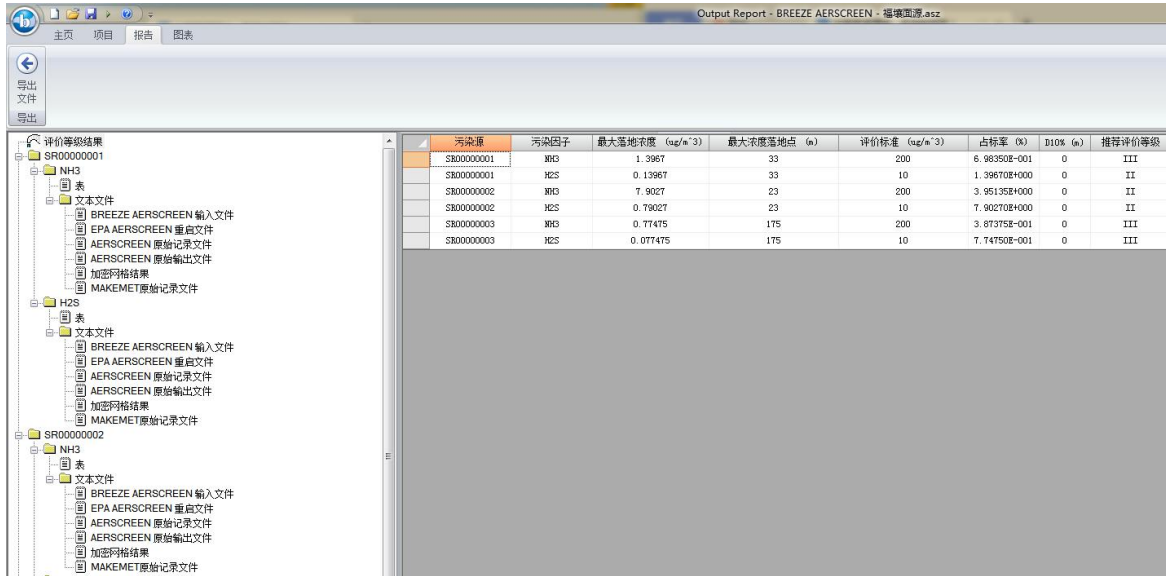 Output Report - BREEZE AERSCREEN - 福壤面源.asz
主页 项目 报告 图表
导出
文件
导出
评价等级结果
SR00000001
NH3
表
文本文件
BREEZE AERSCREEN 输入文件
EPA AERSCREEN 重启文件
AERSCREEN 原始记录文件
AERSCREEN 原始输出文件
加密网格结果
MAKEMET原始记录文件
H2S
表
文本文件
BREEZE AERSCREEN 输入文件
EPA AERSCREEN 重启文件
AERSCREEN 原始记录文件
AERSCREEN 原始输出文件
加密网格结果
MAKEMET原始记录文件
SR00000002
NH3
表
文本文件
BREEZE AERSCREEN 输入文件
EPA AERSCREEN 重启文件
AERSCREEN 原始记录文件
AERSCREEN 原始输出文件
加密网格结果
MAKEMET原始记录文件
污染源 污染因子 最大落地浓度 (ug/m^3) 最大浓度落地点 (m) 评价标准 (ug/m^3) 占标率 (%) D10% (m) 推荐评价等级
SR00000001 NH3 1.3967 33 200 6.98350E-001 0 III
SR00000001 H2S 0.13967 33 10 1.39670E+000 0 II
SR00000002 NH3 7.9027 23 200 3.95135E+000 0 II
SR00000002 H2S 0.79027 23 10 7.90270E+000 0 II
SR00000003 NH3 0.77475 175 200 3.87375E-001 0 III
SR00000003 H2S 0.077475 175 10 7.74750E-001 0 III